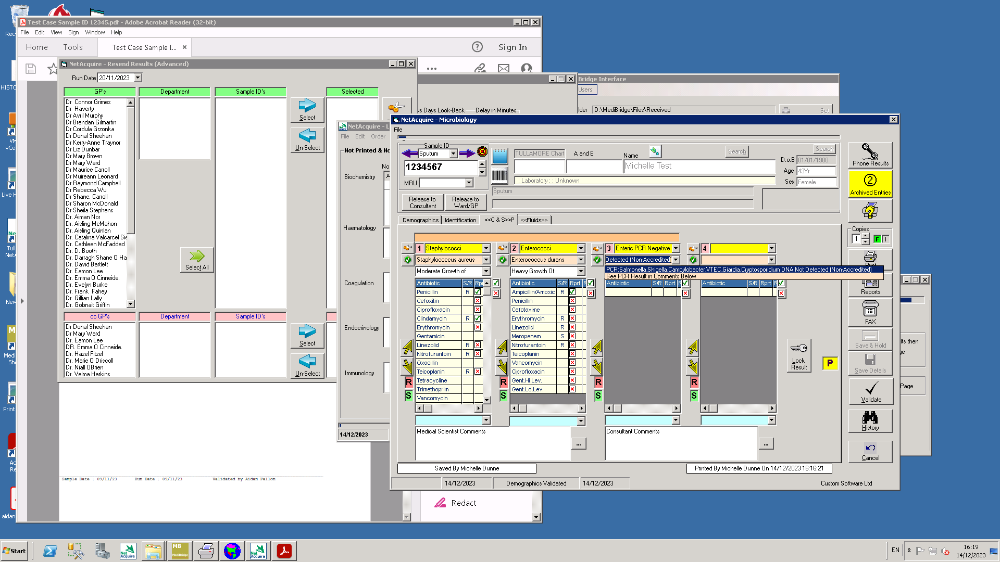 Test Case Sample ID 12345.pdf - Adobe Acrobat Reader (32-bit)
File Edit View Sign Window Help
Home Tools Test Case Sample I... × Sign In
NetAcquire - Resend Results (Advanced)
Run Date 20/11/2023
GP's Department Sample ID's Selected
Dr Connor Grimes
Dr Haverty
Dr Avril Murphy
Dr Brendan Gilmartin
Dr Cordula Grzonka
Dr Donal Sheehan
Dr Kerry-Anne Traynor
Dr Liz Dunbar
Dr Mary Brown
Dr Mary Ward
Dr Maurice Carroll
Dr Muireann Leonard
Dr Raymond Campbell
Dr Rebecca Wu
Dr Shane. Carroll
Dr Sharon McDonald
Dr Sheila Stephens
Dr. Aiman Nor
Dr. Aisling McMahon
Dr. Aisling Quinlan
Dr. Catalina Valcarcel Sie
Dr. Cathleen McFadded
Dr. D. Booth
Dr. Darragh Shane O Ha
Dr. David Bartlett
Dr. Eamon Lee
Dr. Emma O Cinneide.
Dr. Evelyn Burke
Dr. Frank Fahey
Dr. Gillian Lally
Dr. Gobnait Griffin
Select
Un-Select
Select All
cc GP's Department Sample ID's
Dr Donal Sheehan
Dr Mary Ward
Dr. Eamon Lee
DR. Emma O Cinneide.
Dr. Hazel Fitzel
Dr. Marie O Driscoll
Dr. Niall OBrien
Dr. Velma Harkins
Select
Un-Select
Sample Date : 09/11/23 Run Date : 09/11/23 Validated by Aidan Fallon
Redact
us Days Look-Back Delay in Minutes
Bridge Interface
Users
lder D:\MediBridge\Files\Received Set
NetAcquire - L
File Edit Order
Not Printed & No
No
Biochemistry
Haematology
Coagulation
Endocrinology
Immunology
14/12/2023
NetAcquire - Microbiology
File
Sample ID
Sputum
1234567
MRU
Release to Consultant
Release to Ward/GP
TULLAMORE Chart A and E Name Search Search
Michelle Test
: Laboratory : : Unknown
Sputum
D.o.B 01/01/1980
Age 43Yr
Sex Female
Demographics Identification <<C & S>>P <<Fluids>>
1 Staphylococci 2 Enterococci 3 Enteric PCR Negative 4
Staphylococcus aureus Enterococcus durans Detected (Non-Accredited)
Moderate Growth of Heavy Growth Of
PCR:Salmonella,Shigella,Campylobacter,VTEC,Giardia,Cryptosporidium DNA Not Detected (Non-Accredited)
See PCR Result in Comments Below
Antibiotic S/R Rprt
Penicillin R
Cefoxitin
Ciprofloxacin
Clindamycin R
Erythromycin
Gentamicin
Linezolid R
Nitrofurantoin R
Oxacillin
Teicoplanin R
Tetracycline
Trimethoprim
Vancomycin
Antibiotic S/R Rprt R
Ampicillin/Amoxic R
Penicillin
Cefotaxime
Erythromycin R
Linezolid R
Meropenem S
Nitrofurantoin R
Teicoplanin
Vancomycin
Ciprofloxacin
Gent.Hi.Lev.
Gent.Lo.Lev.
Antibiotic S/R Rprt R
Antibiotic S/R Rprt R
R R R R
S S S S
Lock Result
P
Medical Scientist Comments
...
Consultant Comments
...
Saved By Michelle Dunne
Printed By Michelle Dunne On 14/12/2023 16:16:21
14/12/2023 Demographics Validated 14/12/2023 Custom Software Ltd
Phone Results
2
Archived Entries
Copies
1 F I
Print
Reports
FAX
Save & Hold
Save Details
Validate
History
Cancel
lts then
ge
Page
Start
MB
MediBridge
Net Acquire
Net Acquire
EN 16:19
14/12/2023